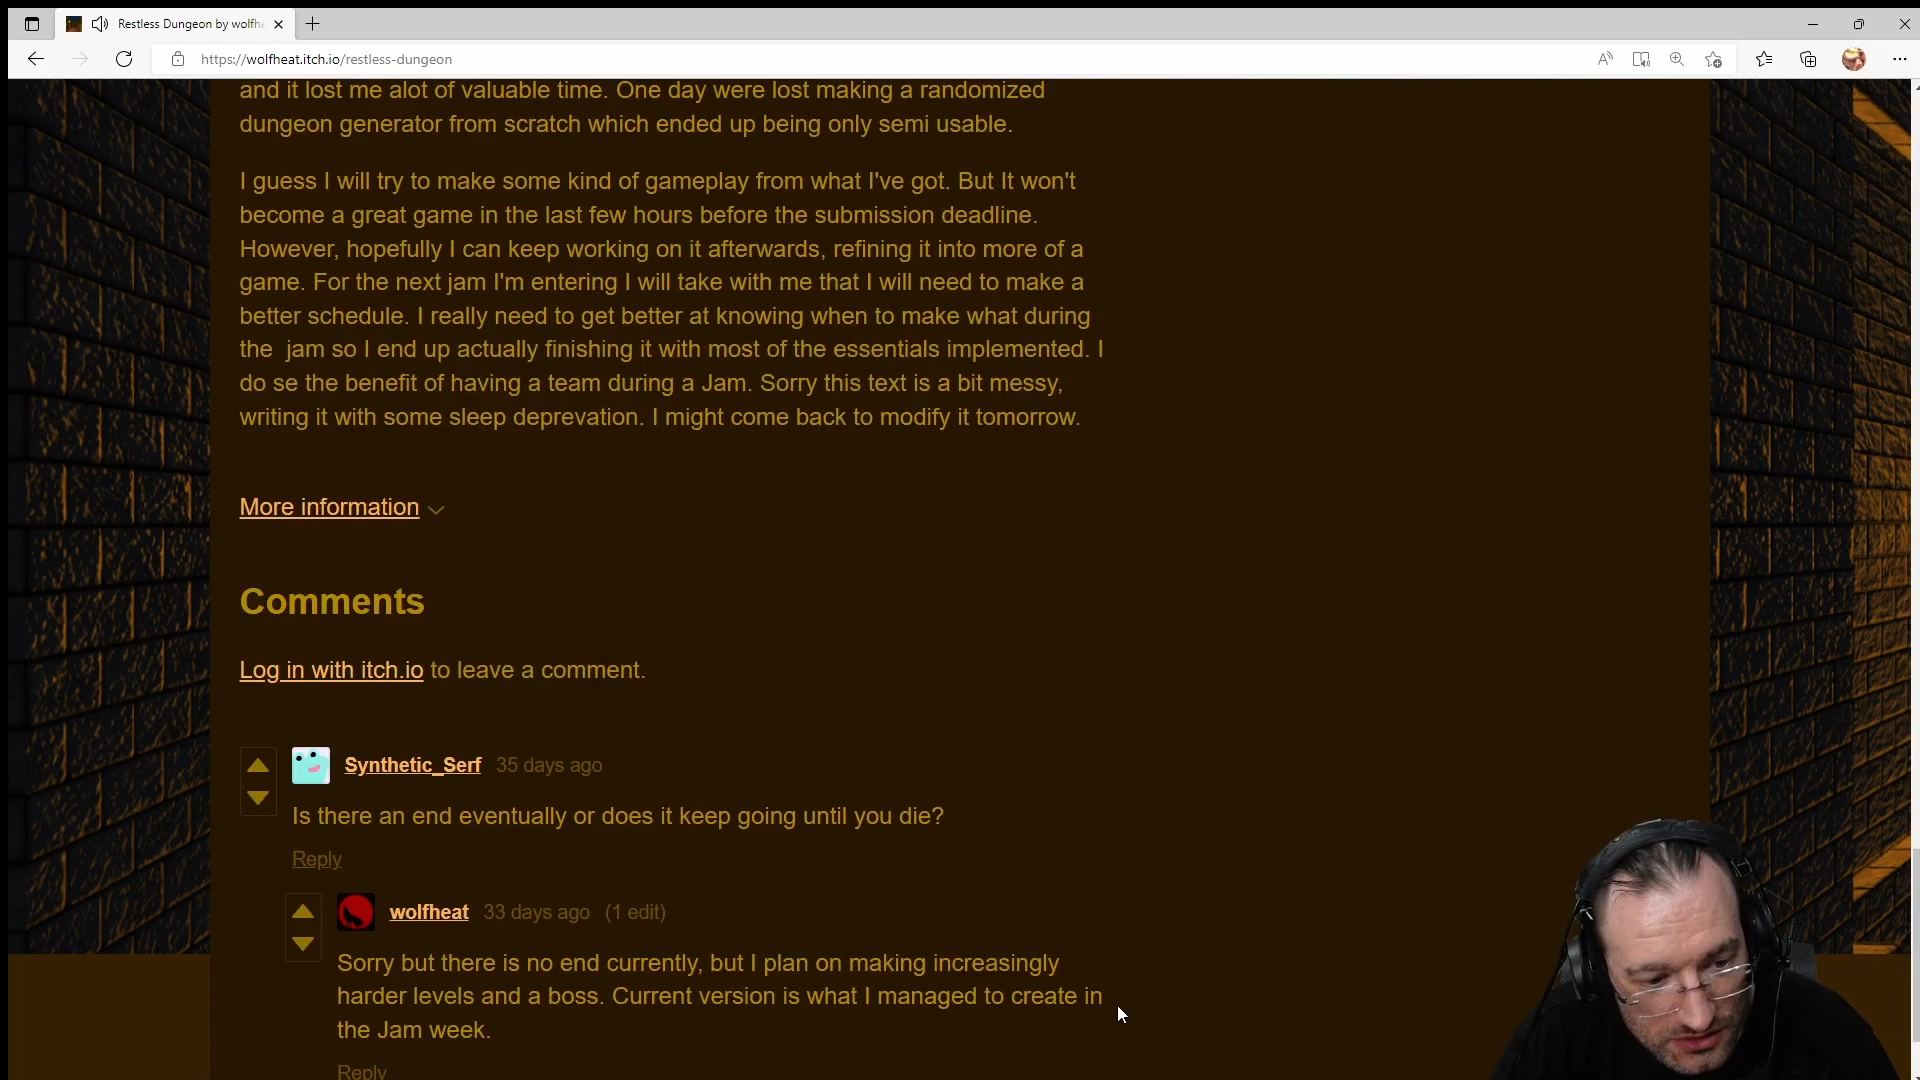 Restless Dungeon by wolfhe
https://wolfheat.itch.io/restless-dungeon
and it lost me alot of valuable time. One day were lost making a randomized
dungeon generator from scratch which ended up being only semi usable.
I guess I will try to make some kind of gameplay from what I've got. But It won't
become a great game in the last few hours before the submission deadline.
However, hopefully I can keep working on it afterwards, refining it into more of a
game. For the next jam I'm entering I will take with me that I will need to make a
better schedule. I really need to get better at knowing when to make what during
the  jam so I end up actually finishing it with most of the essentials implemented. I
do se the benefit of having a team during a Jam. Sorry this text is a bit messy,
writing it with some sleep deprevation. I might come back to modify it tomorrow.
More information
Comments
Log in with itch.io to leave a comment.
Synthetic_Serf 35 days ago
Is there an end eventually or does it keep going until you die?
Reply
wolfheat 33 days ago (1 edit)
Sorry but there is no end currently, but I plan on making increasingly
harder levels and a boss. Current version is what I managed to create in
the Jam week.
Reply